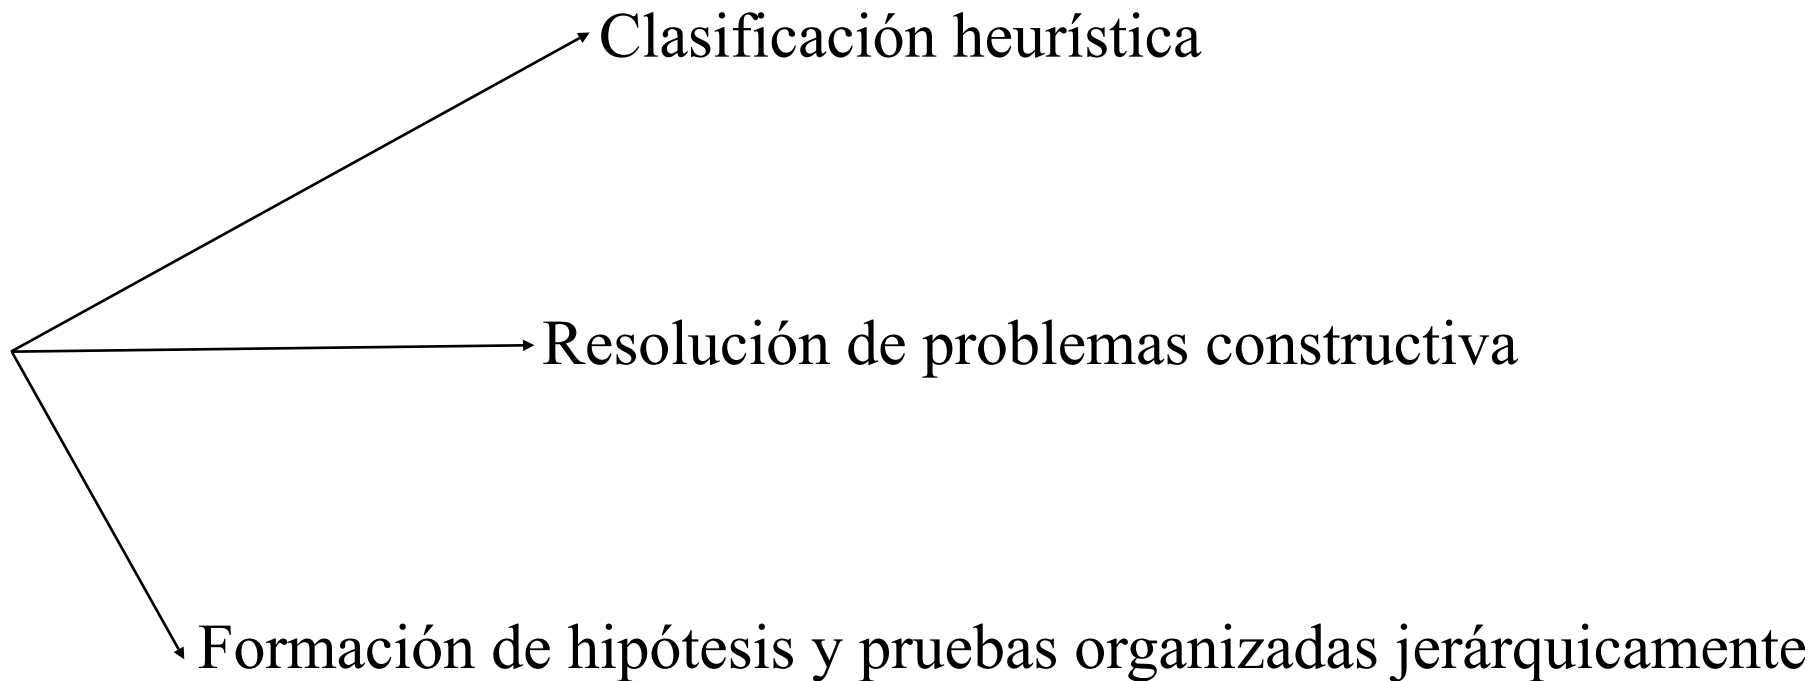 Clasificación heurística
Resolución de problemas constructiva
Formación de hipótesis y pruebas organizadas jerárquicamente